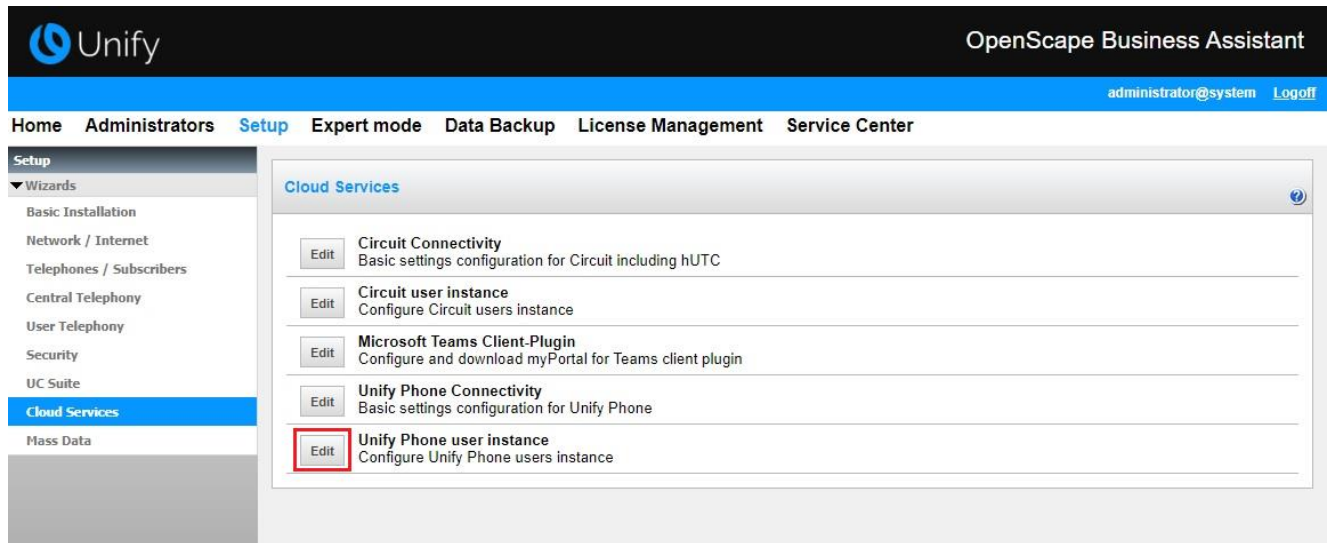 Unify
OpenScape Business Assistant
administrator@system Logoff
Home Administrators Setup Expert mode Data Backup License Management Service Center
Setup
Wizards
Basic Installation
Network / Internet
Telephones / Subscribers
Central Telephony
User Telephony
Security
UC Suite
Cloud Services
Mass Data
Cloud Services
?
Edit
Circuit Connectivity
Basic settings configuration for Circuit including hUTC
Edit
Circuit user instance
Configure Circuit users instance
Edit
Microsoft Teams Client-Plugin
Configure and download myPortal for Teams client plugin
Edit
Unify Phone Connectivity
Basic settings configuration for Unify Phone
Edit
Unify Phone user instance
Configure Unify Phone users instance